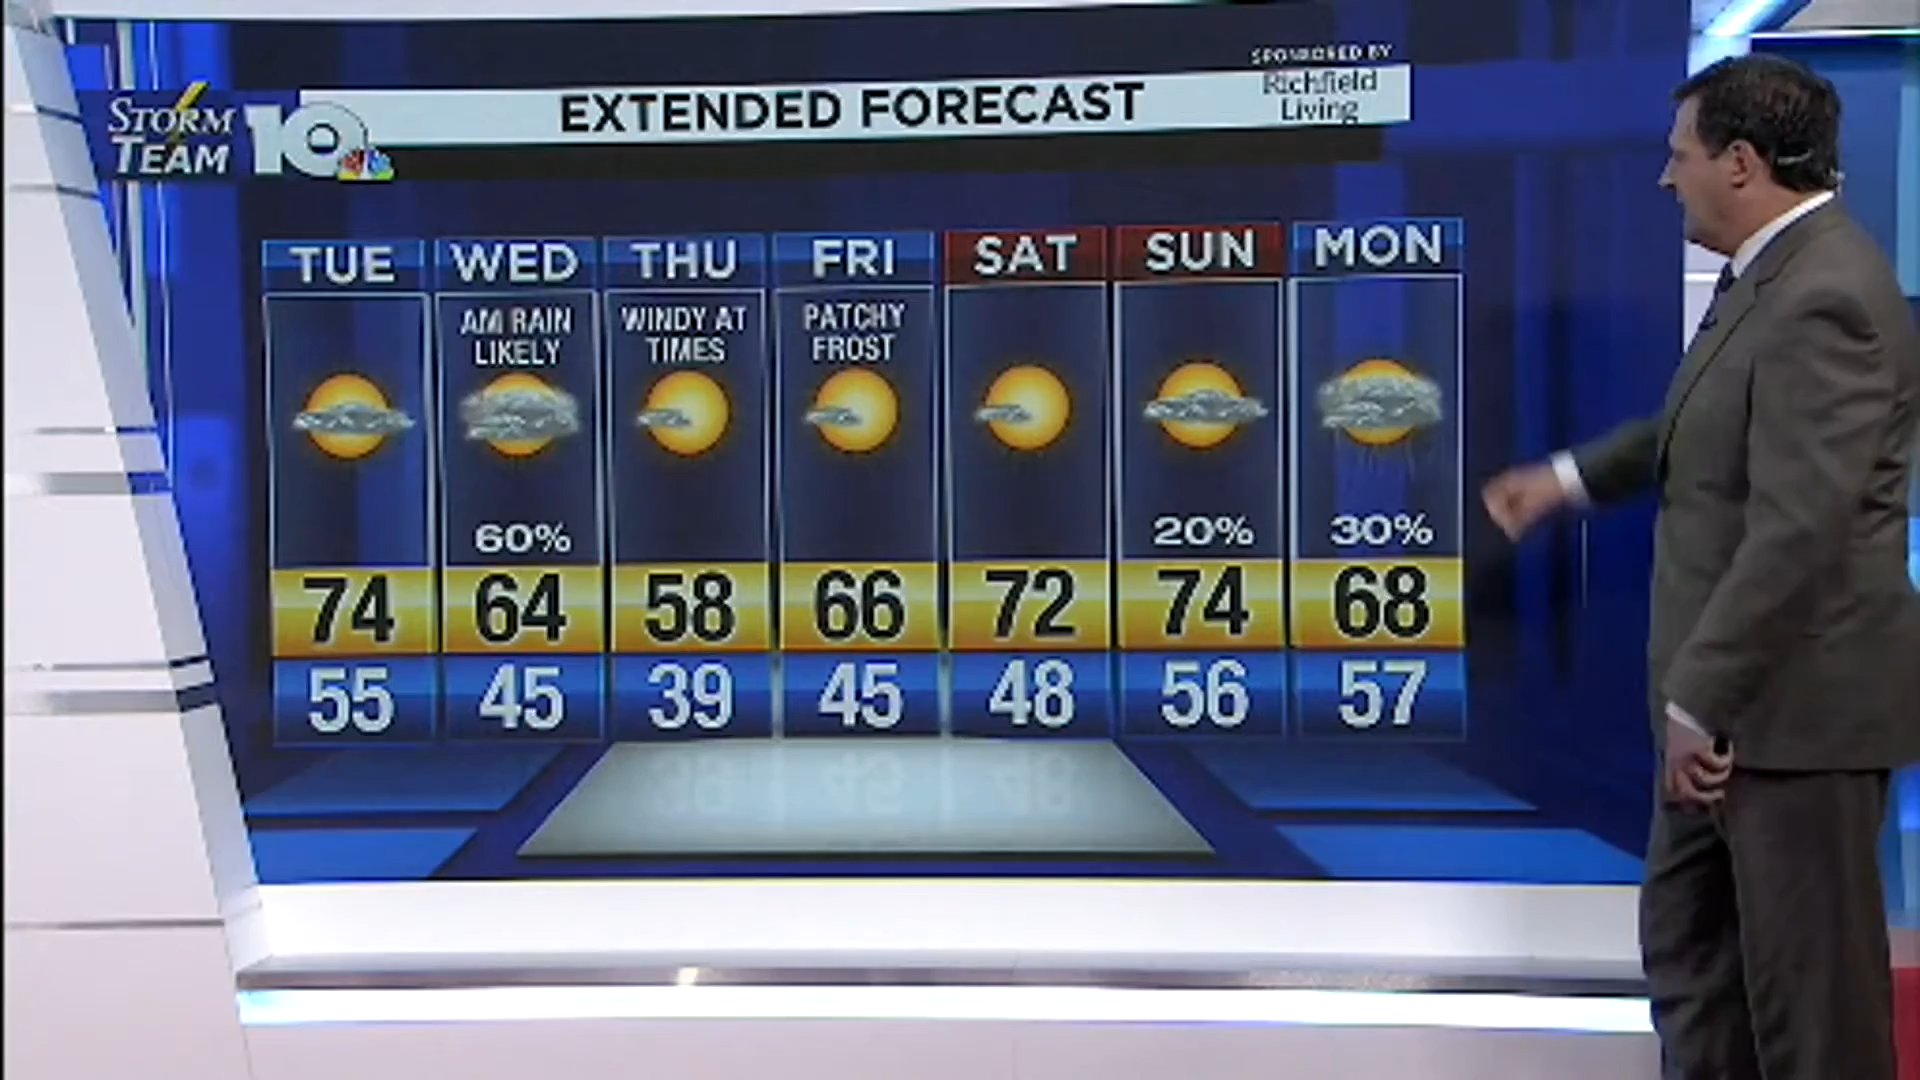 SPONSORED BY
Richfield
Living
STORM
TEAM
10
EXTENDED FORECAST
TUE WED THU FRI SAT SUN MON
AM RAIN
LIKELY
WINDY AT
TIMES
PATCHY
FROST
60% 20% 30%
74 64 58 66 72 74 68
55 45 39 45 48 56 57